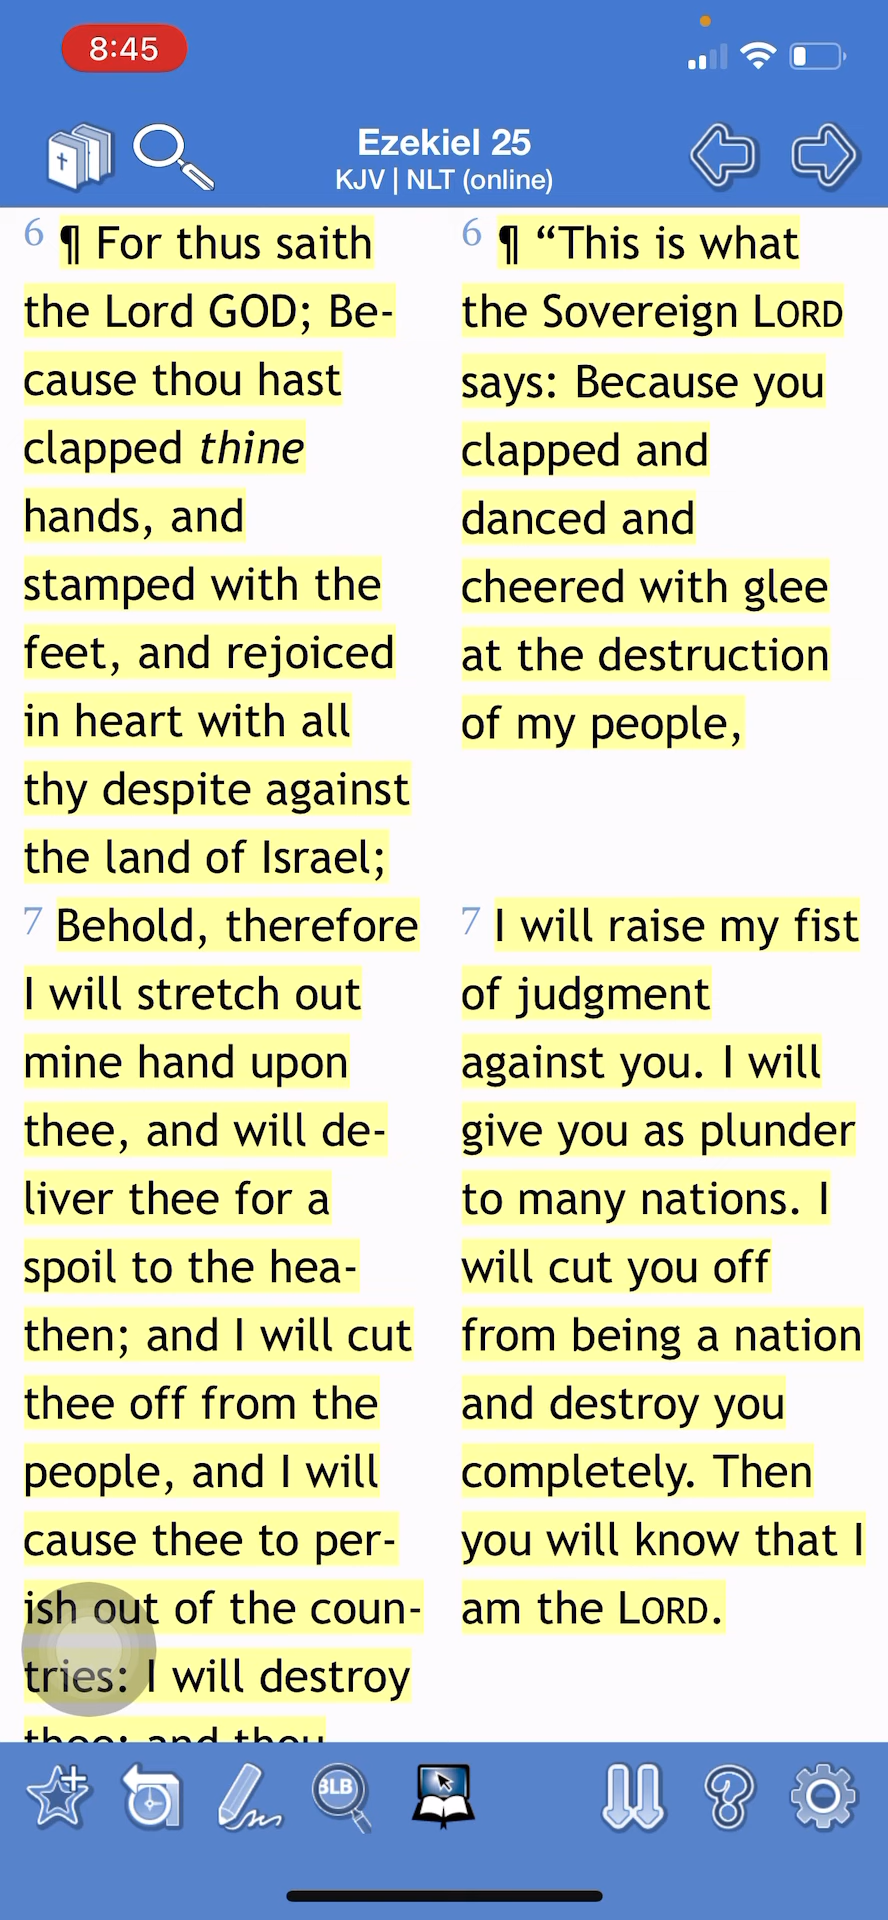 8:45
Ezekiel 25
KJV | NLT (online)
6 ¶ For thus saith
the Lord GOD; Be-
cause thou hast
clapped thine
hands, and
stamped with the
feet, and rejoiced
in heart with all
thy despite against
the land of Israel;
7 Behold, therefore
I will stretch out
mine hand upon
thee, and will de-
liver thee for a
spoil to the hea-
then; and I will cut
thee off from the
people, and I will
cause thee to per-
ish out of the coun-
tries: I will destroy
thee; and thou
6 ¶ “This is what
the Sovereign LORD
says: Because you
clapped and
danced and
cheered with glee
at the destruction
of my people,
7 I will raise my fist
of judgment
against you. I will
give you as plunder
to many nations. I
will cut you off
from being a nation
and destroy you
completely. Then
you will know that I
am the LORD.
BLB